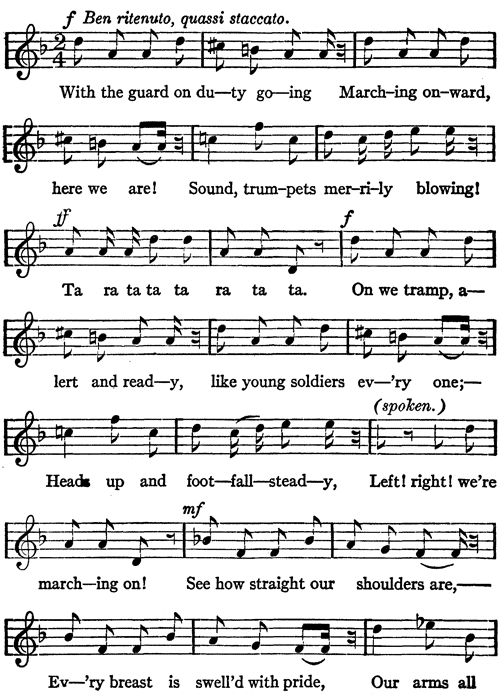 f Ben ritenuto, quassi staccato.
2
4
With the guard on du—ty go—ing March—ing on—ward,
here we are! Sound, trum—pets mer—ri—ly blowing!
ff f
Ta ra ta ta ta ra ta ta. On we tramp, a—
lert and read—y, like young soldiers ev—'ry one;—
(spoken.)
Heads up and foot—fall—stead—y, Left! right! we're
mf
march—ing on! See how straight our shoulders are,——
Ev—'ry breast is swell'd with pride, Our arms all